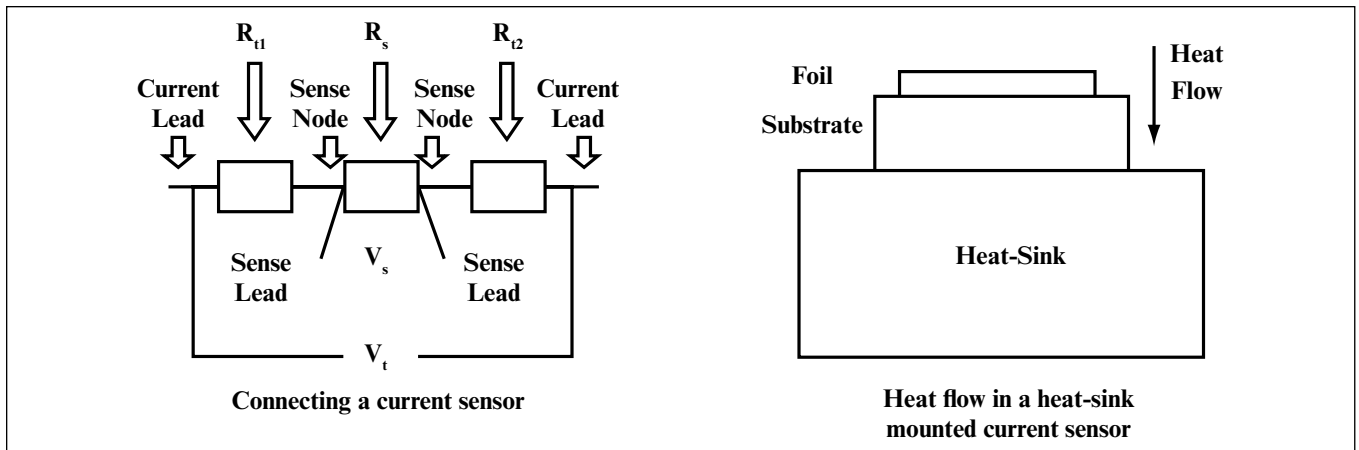 R_t1
R_s
R_t2
Current
Lead
Sense
Node
Sense
Node
Current
Lead
Sense
Lead
V_s
Sense
Lead
V_t
Connecting a current sensor
Foil
Substrate
Heat
Flow
Heat-Sink
Heat flow in a heat-sink
mounted current sensor